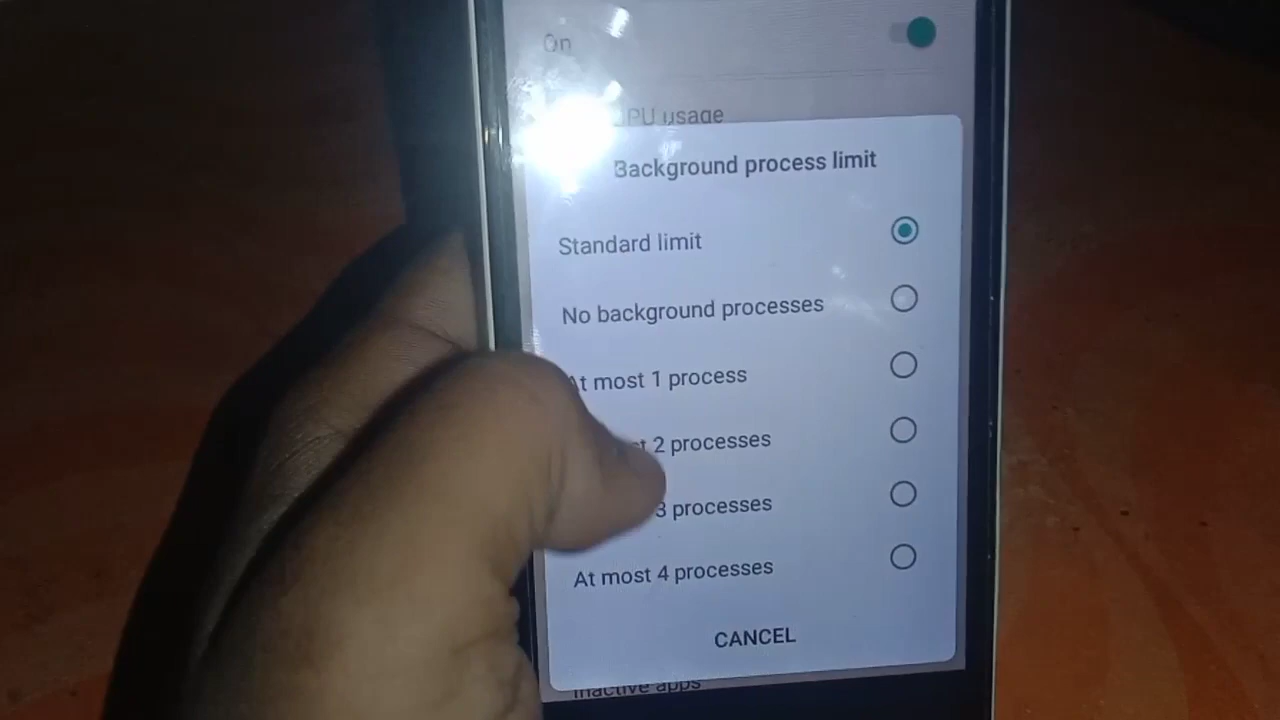 On
usage
Background process limit
Standard limit
No background processes
At most 1 process
2 processes
3 processes
At most 4 processes
CANCEL
Inactive apps